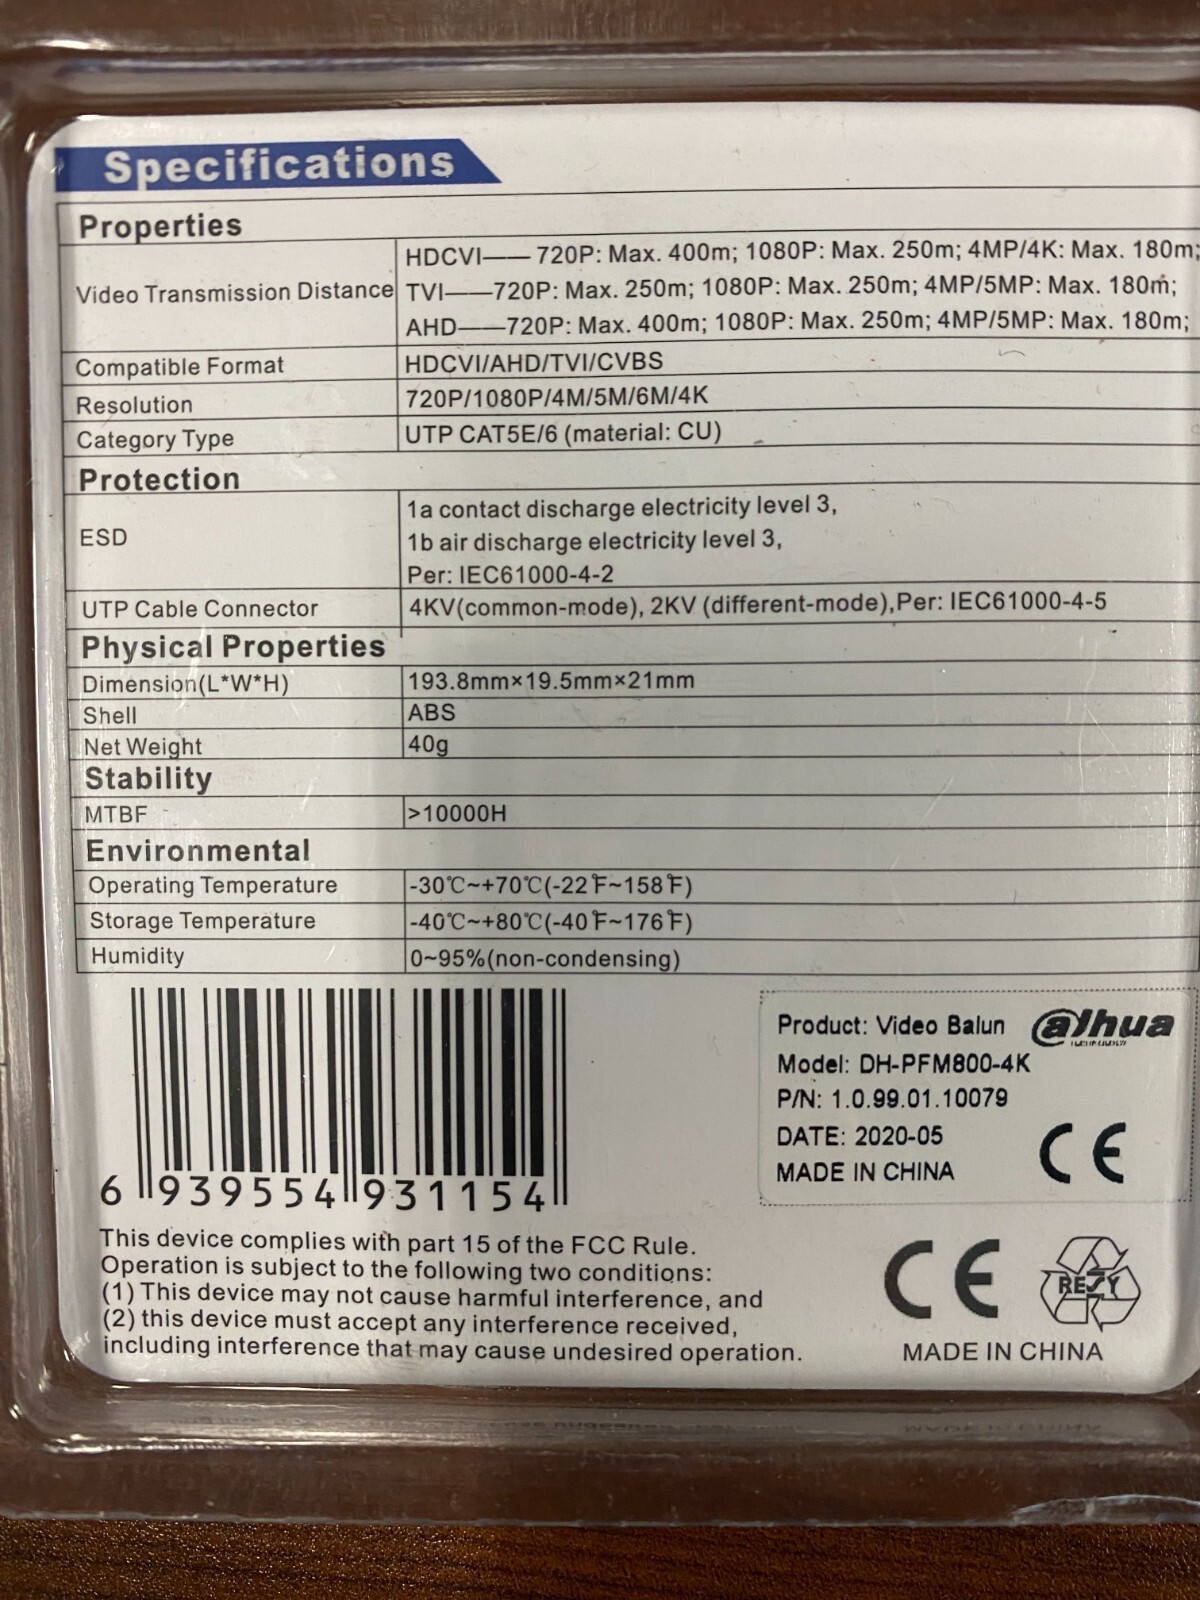 Specifications
Properties
Video Transmission Distance
HDCVI—— 720P: Max. 400m; 1080P: Max. 250m; 4MP/4K: Max. 180m;
TVI——720P: Max. 250m; 1080P: Max. 250m; 4MP/5MP: Max. 180m;
AHD——720P: Max. 400m; 1080P: Max. 250m; 4MP/5MP: Max. 180m;
Compatible Format HDCVI/AHD/TVI/CVBS
Resolution 720P/1080P/4M/5M/6M/4K
Category Type UTP CAT5E/6 (material: CU)
Protection
ESD
1a contact discharge electricity level 3,
1b air discharge electricity level 3,
Per: IEC61000-4-2
UTP Cable Connector 4KV(common-mode), 2KV (different-mode),Per: IEC61000-4-5
Physical Properties
Dimension(L*W*H) 193.8mm×19.5mm×21mm
Shell ABS
Net Weight 40g
Stability
MTBF >10000H
Environmental
Operating Temperature -30℃~+70℃(-22℉~158℉)
Storage Temperature -40℃~+80℃(-40℉~176℉)
Humidity 0~95%(non-condensing)
6 939554 931154
Product: Video Balun alhua
Model: DH-PFM800-4K
P/N: 1.0.99.01.10079
DATE: 2020-05
MADE IN CHINA
CE
This device complies with part 15 of the FCC Rule.
Operation is subject to the following two conditions:
(1) This device may not cause harmful interference, and
(2) this device must accept any interference received,
including interference that may cause undesired operation.
CE
RESY
MADE IN CHINA